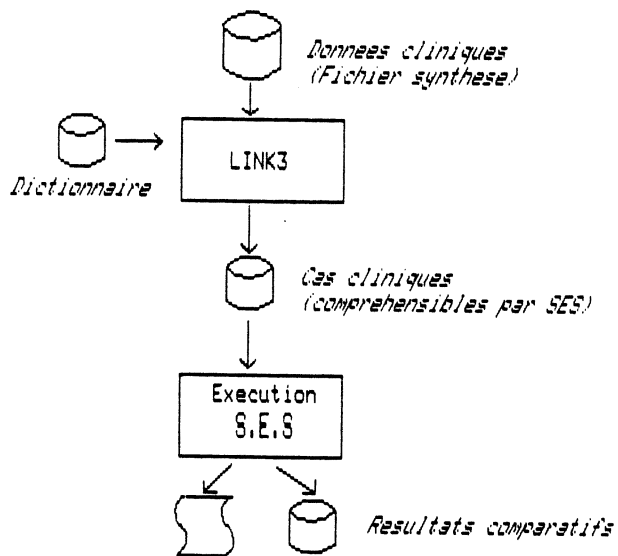 Donnees cliniques
(Fichier synthese)
LINK3
Dictionnaire
Cas cliniques
(comprehensibles par SES)
Execution
S.E.S
Resultats comparatifs